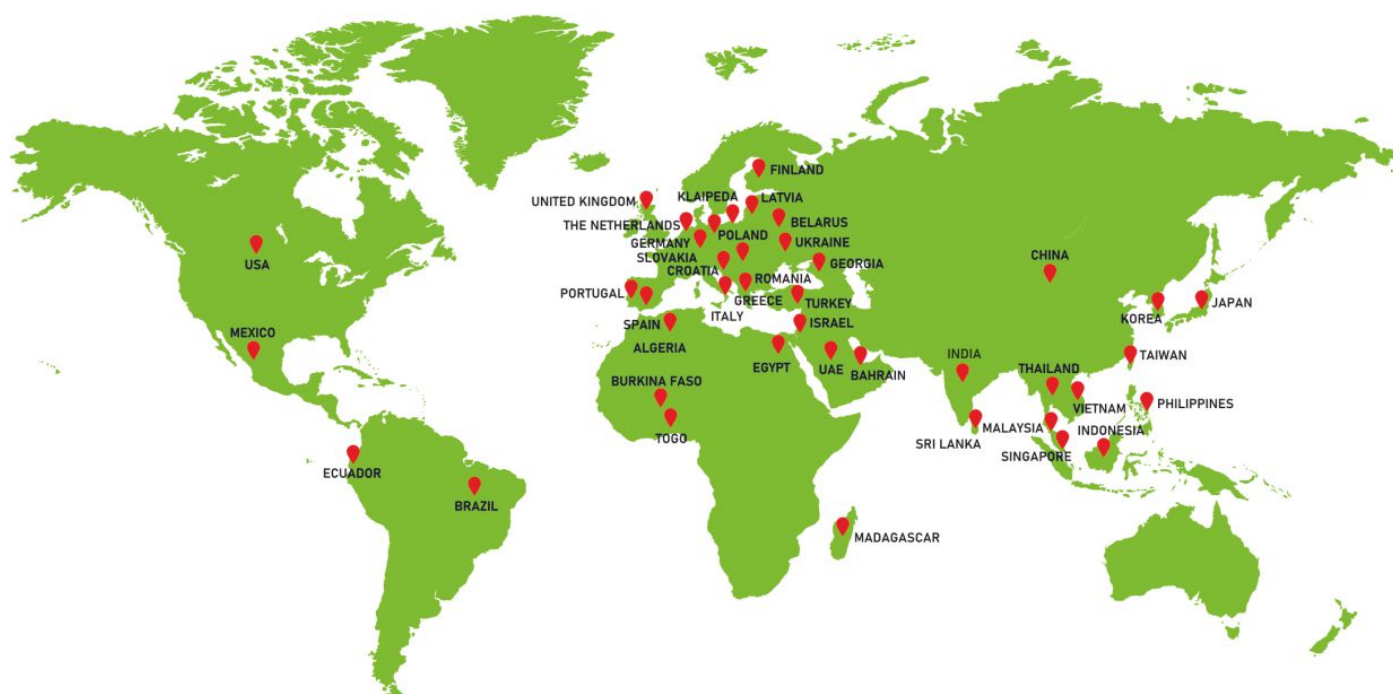 FINLAND
UNITED KINGDOM
KLAIPEDA
LATVIA
THE NETHERLANDS
BELARUS
GERMANY
POLAND
UKRAINE
SLOVAKIA
CROATIA
GEORGIA
ROMANIA
PORTUGAL
GREECE
TURKEY
ITALY
SPAIN
ISRAEL
ALGERIA
EGYPT
UAE
BAHRAIN
BURKINA FASO
TOGO
MADAGASCAR
USA
MEXICO
ECUADOR
BRAZIL
CHINA
KOREA
JAPAN
TAIWAN
INDIA
THAILAND
VIETNAM
PHILIPPINES
MALAYSIA
INDONESIA
SRI LANKA
SINGAPORE